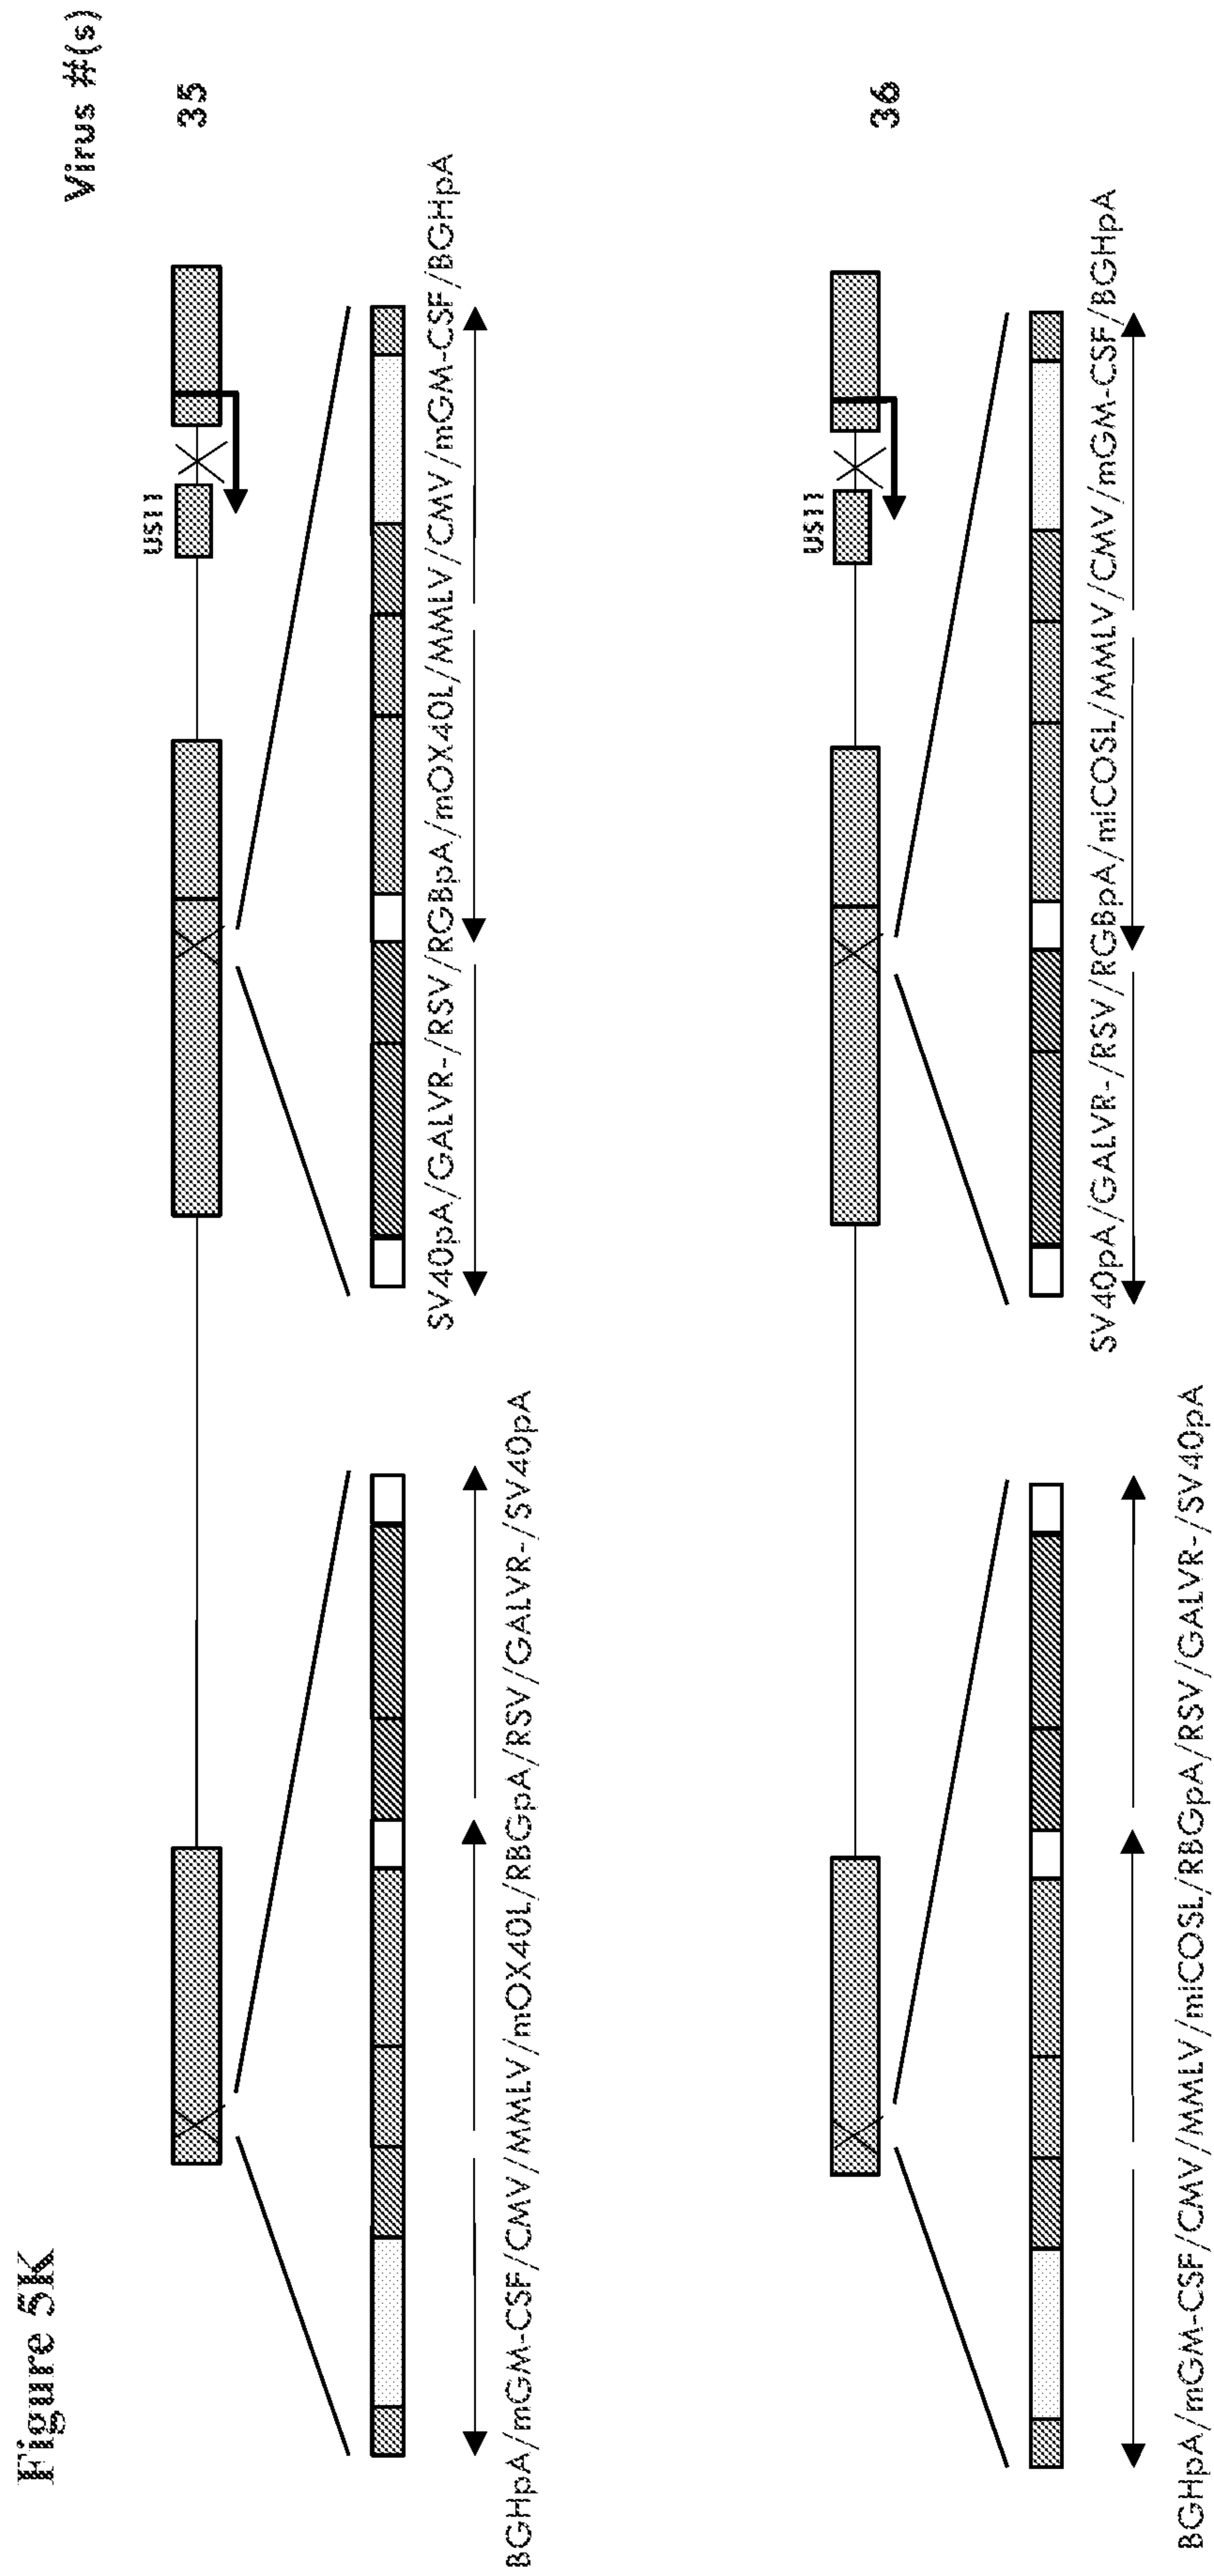 Figure 5K
Virus #(s)
35
US11
SV40pA/GALVR-/RSV/RGBpA/mOX40L/MMLV/CMV/mGM-CSF/BGHpA
BGHpA/mGM-CSF/CMV/MMLV/mOX40L/RBGpA/RSV/GALVR-/SV40pA
36
US11
SV40pA/GALVR-/RSV/RGBpA/miCOSL/MMLV/CMV/mGM-CSF/BGHpA
BGHpA/mGM-CSF/CMV/MMLV/miCOSL/RBGpA/RSV/GALVR-/SV40pA